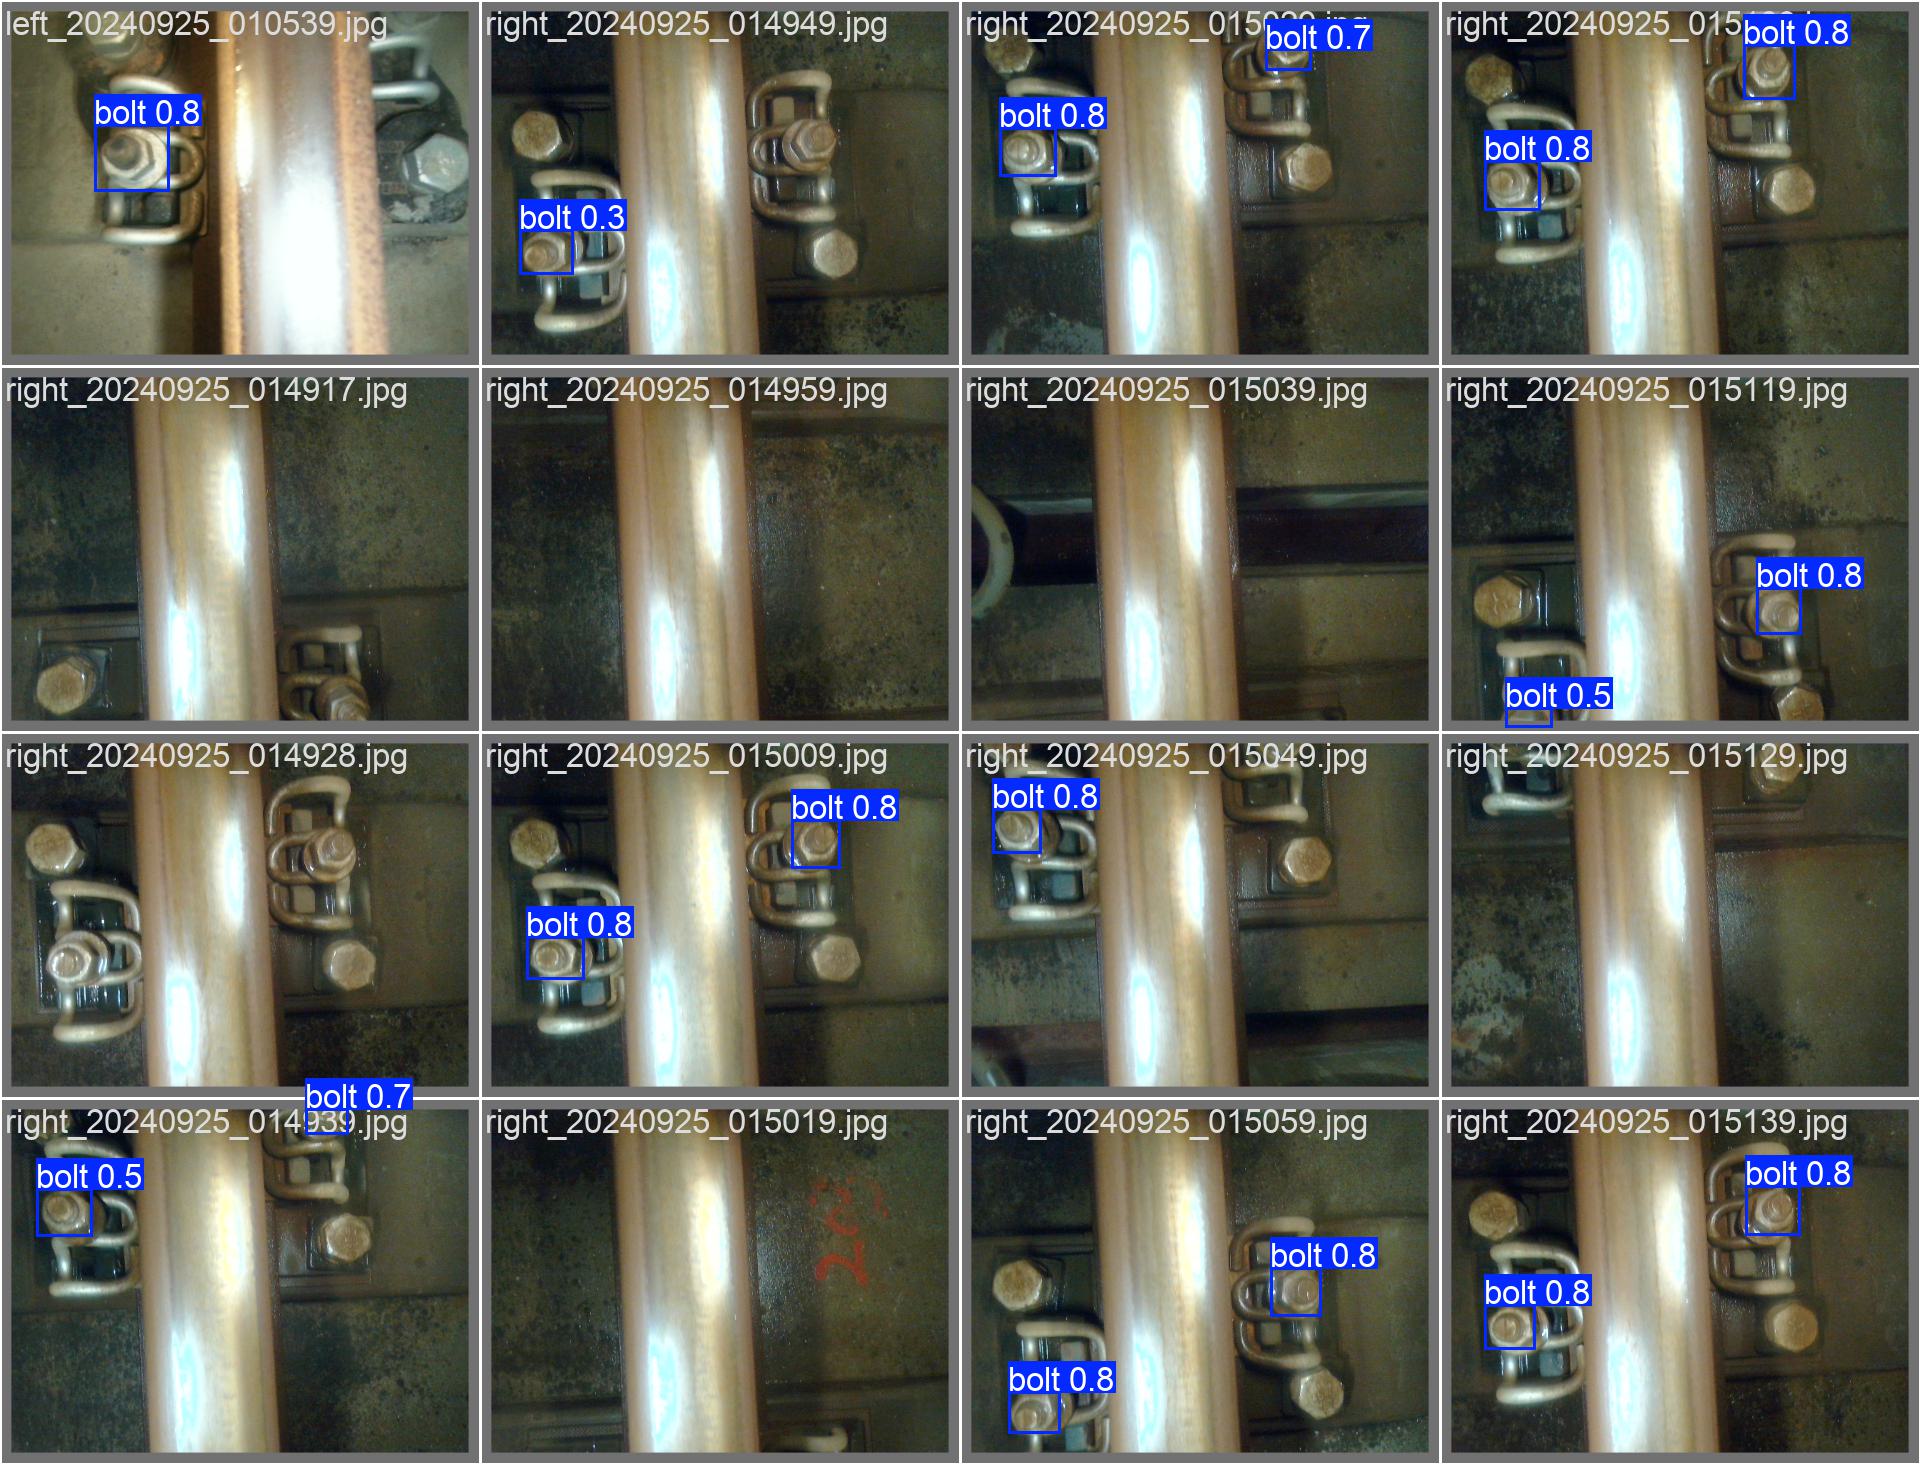 left_20240925_010539.jpg
bolt 0.8
right_20240925_014949.jpg
bolt 0.3
bolt 0.7
bolt 0.8
bolt 0.8
bolt 0.8
right_20240925_014917.jpg
right_20240925_014959.jpg
right_20240925_015039.jpg
right_20240925_015119.jpg
bolt 0.8
bolt 0.5
right_20240925_014928.jpg
right_20240925_015009.jpg
bolt 0.8
bolt 0.8
right_20240925_015049.jpg
bolt 0.8
right_20240925_015129.jpg
right_20240925_014939.jpg
bolt 0.7
bolt 0.5
right_20240925_015019.jpg
right_20240925_015059.jpg
bolt 0.8
bolt 0.8
right_20240925_015139.jpg
bolt 0.8
bolt 0.8